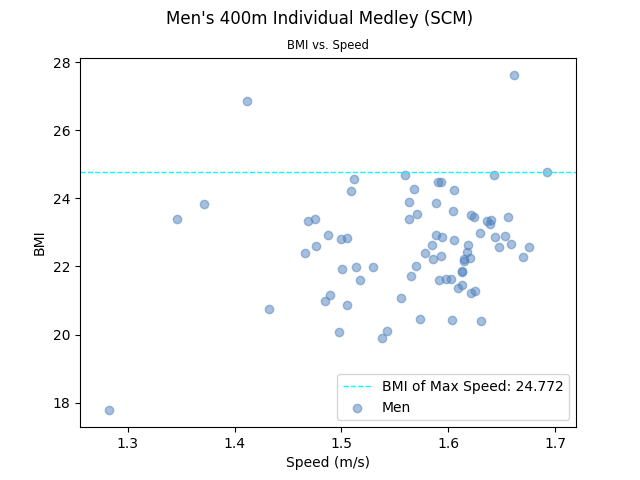 Men's 400m Individual Medley (SCM)
BMI vs. Speed
28
26
24
22
20
18
BMI
BMI of Max Speed: 24.772
Men
1.3
1.4
1.5
1.6
1.7
Speed (m/s)